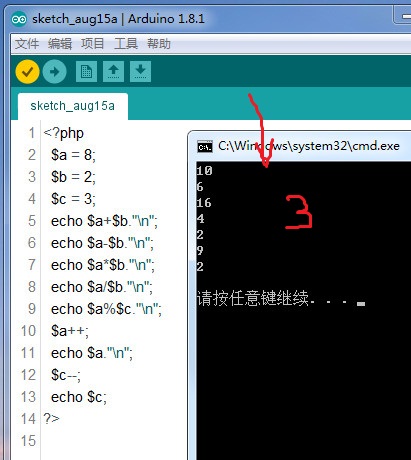 sketch_aug15a | Arduino 1.8.1
文件 编辑 项目 工具 帮助
sketch_aug15a
1 <?php
2 $a = 8;
3 $b = 2;
4 $c = 3;
5 echo $a+$b."\n";
6 echo $a-$b."\n";
7 echo $a*$b."\n";
8 echo $a/$b."\n";
9 echo $a%$c."\n";
10 $a++;
11 echo $a."\n";
12 $c--;
13 echo $c;
14 ?>
15
C:\Windows\system32\cmd.exe
10
6
16
4
2
9
2
请按任意键继续. . .
3